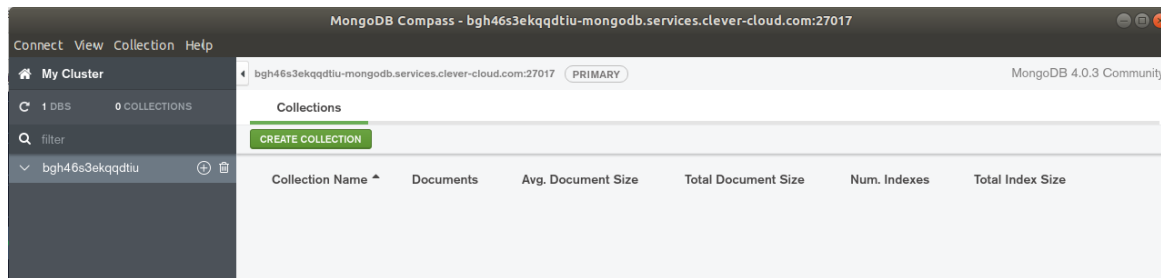 MongoDB Compass - bgh46s3ekqqdtiu-mongodb.services.clever-cloud.com:27017
Connect View Collection Help
My Cluster
bgh46s3ekqqdtiu-mongodb.services.clever-cloud.com:27017 PRIMARY MongoDB 4.0.3 Community
1 DBS 0 COLLECTIONS
Collections
filter
CREATE COLLECTION
bgh46s3ekqqdtiu
Collection Name Documents Avg. Document Size Total Document Size Num. Indexes Total Index Size